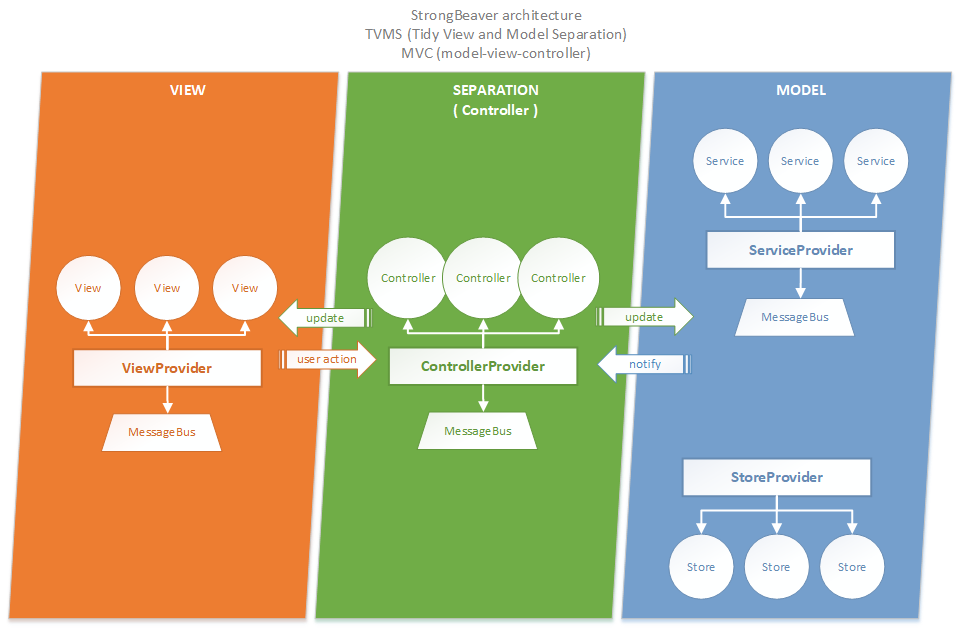 StrongBeaver architecture
TVMS (Tidy View and Model Separation)
MVC (model-view-controller)
VIEW
View
View
View
ViewProvider
MessageBus
SEPARATION
( Controller )
Controller
Controller
Controller
ControllerProvider
MessageBus
update
user action
update
notify
MODEL
Service
Service
Service
ServiceProvider
MessageBus
StoreProvider
Store
Store
Store